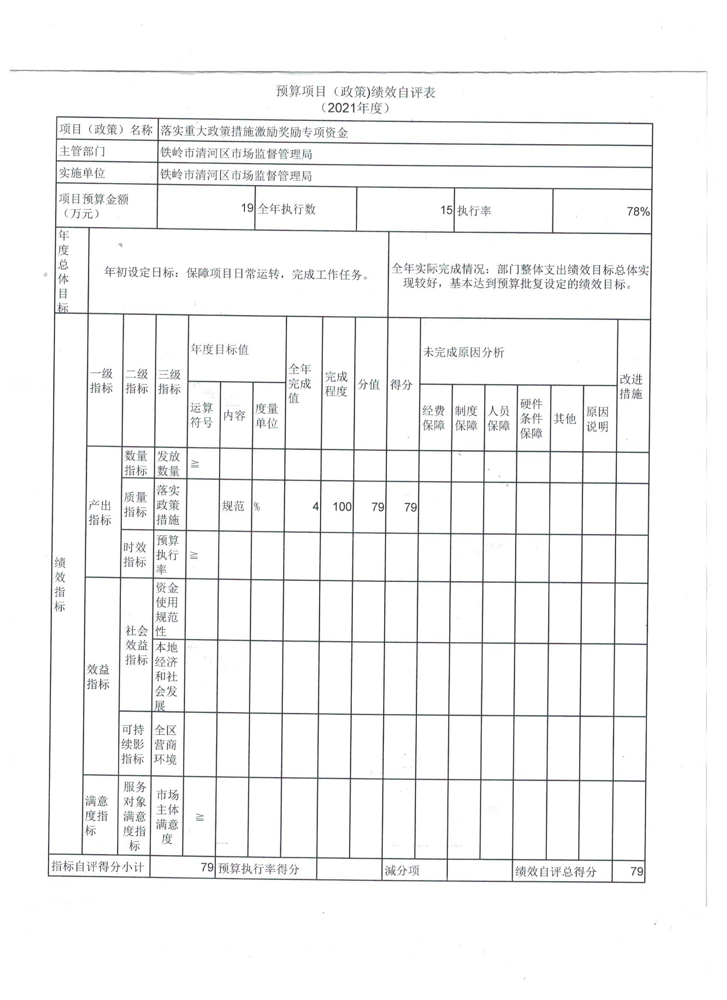 预算项目（政策)绩效自评表
（2021年度）
项目（政策）名称 落实重大政策措施激励奖励专项资金
主管部门 铁岭市清河区市场监督管理局
实施单位 铁岭市清河区市场监督管理局
项目预算金额
（万元） 19 全年执行数 15 执行率 78%
年
度
总
体
目
标
年初设定目标：保障项目日常运转，完成工作任务。
全年实际完成情况：部门整体支出绩效目标总体实
现较好，基本达到预算批复设定的绩效目标。
绩
效
指
标
一级
指标
二级
指标
三级
指标
年度目标值
运算
符号
内容
度量
单位
全年
完成
值
完成
程度
分值
得分
未完成原因分析
经费
保障
制度
保障
人员
保障
硬件
条件
保障
其他
原因
说明
改进
措施
产出
指标
数量
指标
发放
数量
≧
质量
指标
落实
政策
措施
规范 % 4 100 79 79
时效
指标
预算
执行
率
≧
效益
指标
社会
效益
指标
资金
使用
规范
性
本地
经济
和社
会发
展
可持
续影
指标
全区
营商
环境
满意
度指
标
服务
对象
满意
度指
标
市场
主体
满意
度
≧
指标自评得分小计 79 预算执行率得分 减分项 绩效自评总得分 79